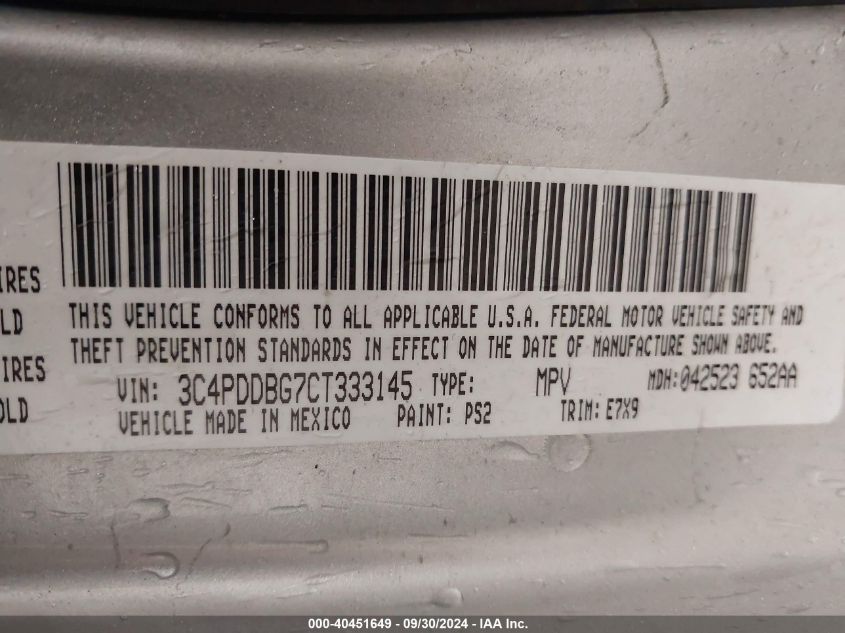 IRES
LD
IRES
OLD
THIS VEHICLE CONFORMS TO ALL APPLICABLE U.S.A. FEDERAL MOTOR VEHICLE SAFETY AND
THEFT PREVENTION STANDARDS IN EFFECT ON THE DATE OF MANUFACTURE SHOWN ABOVE.
VIN: 3C4PDDBG7CT333145 TYPE: MPV MDH:042523 652AA
VEHICLE MADE IN MEXICO PAINT: PS2 TRIM: E7X9
000-40451649 - 09/30/2024 - IAA Inc.